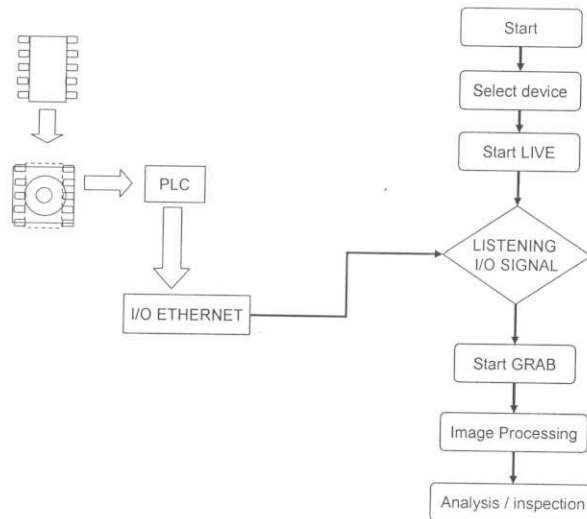 Start
Select device
Start LIVE
PLC
LISTENING
I/O SIGNAL
I/O ETHERNET
Start GRAB
Image Processing
Analysis / inspection